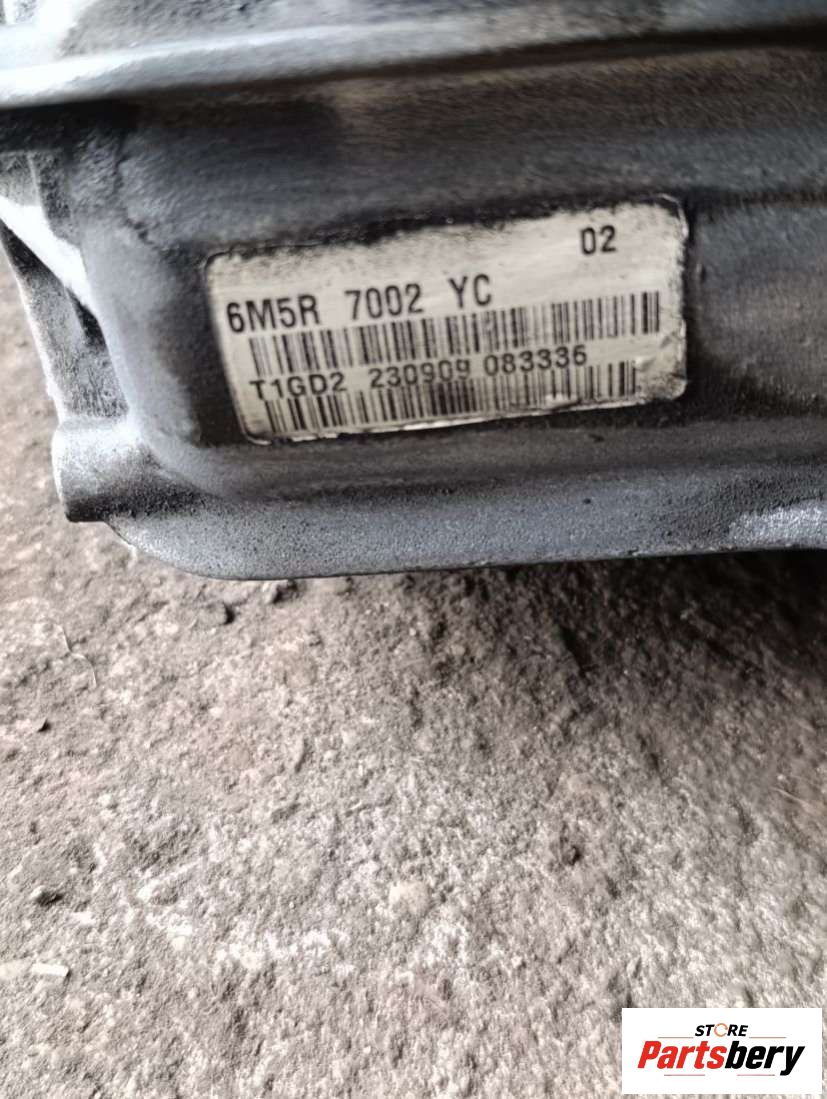 02
6M5R 7002 YC
T1GD2 230909 083336
STORE
Partsbery